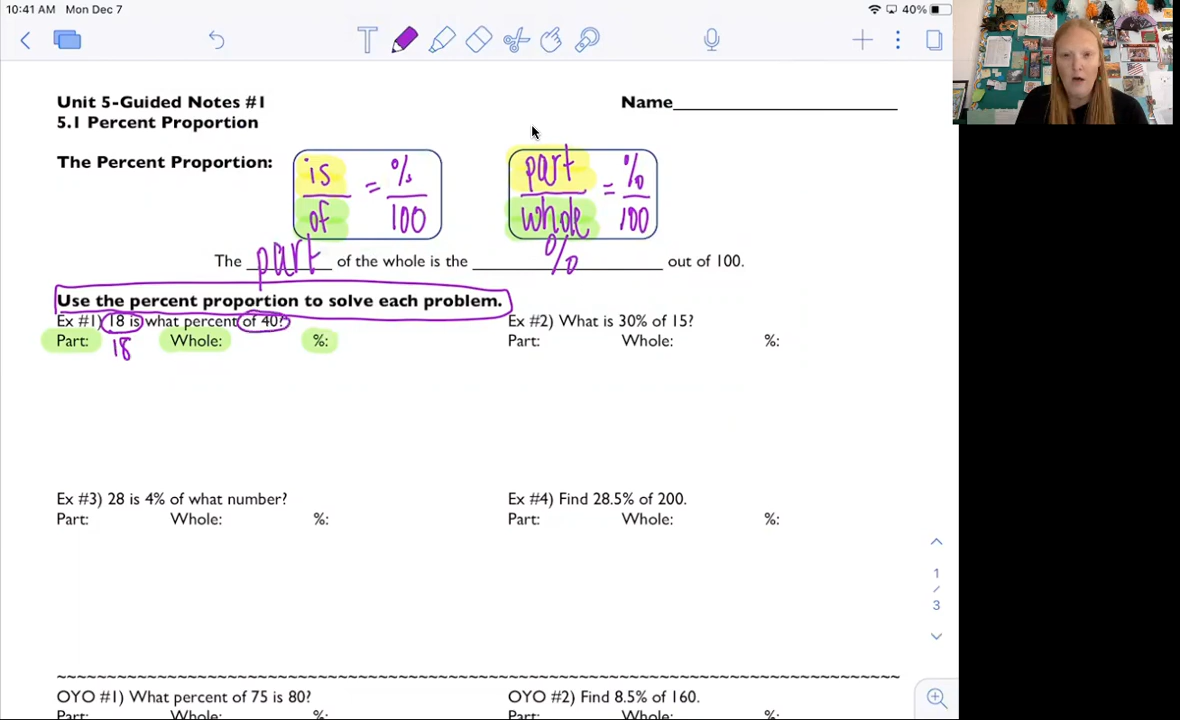 10:41 AM Mon Dec 7
40%
T
Unit 5-Guided Notes #1
Name
5.1 Percent Proportion
The Percent Proportion:
is
of
=
%
100
part
whole
=
%
100
The part of the whole is the % out of 100.
Use the percent proportion to solve each problem.
Ex #1) 18 is what percent of 40?
Part: 18 Whole: %:
Ex #2) What is 30% of 15?
Part: Whole: %:
Ex #3) 28 is 4% of what number?
Part: Whole: %:
Ex #4) Find 28.5% of 200.
Part: Whole: %:
1
/
3
~~~~~~~~~~~~~~~~~~~~~~~~~~~~~~~~~~~~~~~~~~~~~~~~~~~~~~~~~~~~~~~~~~~~~~~~~~~~~~~~
OYO #1) What percent of 75 is 80?
Part: Whole: %:
OYO #2) Find 8.5% of 160.
Part: Whole: %: